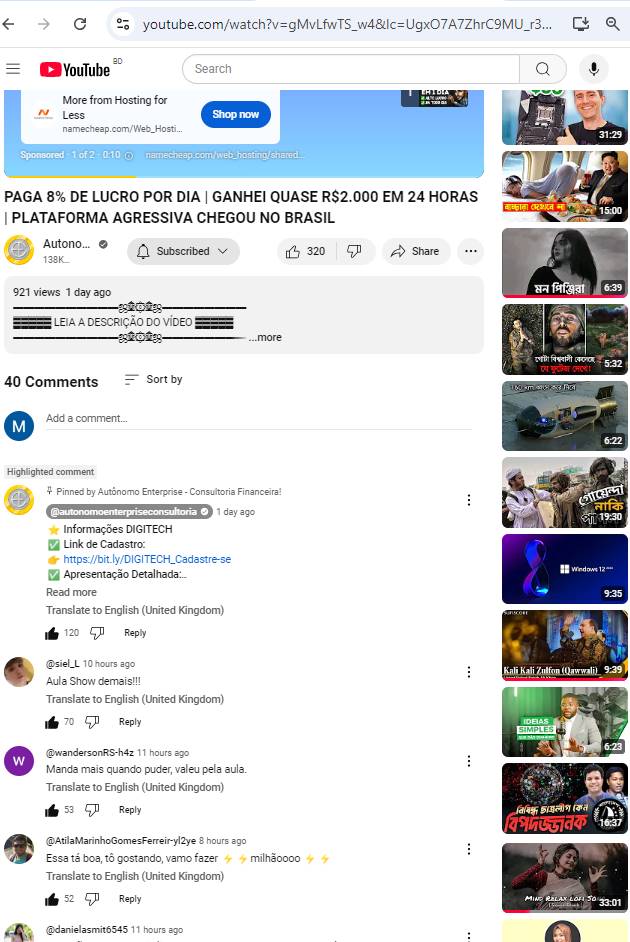 youtube.com/watch?v=gMvLfwTS_w4&lc=UgxO7A7ZhrC9MU_r3...
YouTube BD
Search
More from Hosting for
Less
namecheap.com/Web_Hosti...
Shop now
Sponsored · 1 of 2 · 0:10
namecheap.com/web_hosting/shared...
PAGA 8% DE LUCRO POR DIA | GANHEI QUASE R$2.000 EM 24 HORAS
| PLATAFORMA AGRESSIVA CHEGOU NO BRASIL
Autono...
138K...
Subscribed
320
Share
921 views 1 day ago
LEIA A DESCRIÇÃO DO VÍDEO
...more
40 Comments
Sort by
M
Add a comment...
Highlighted comment
Pinned by Autônomo Enterprise - Consultoria Financeira!
@autonomoenterpriseconsultoria 1 day ago
⭐ Informações DIGITECH
✅ Link de Cadastro:
👉 https://bit.ly/DIGITECH_Cadastre-se
✅ Apresentação Detalhada:..
Read more
Translate to English (United Kingdom)
120 Reply
@siel_L 10 hours ago
Aula Show demais!!!
Translate to English (United Kingdom)
70 Reply
W
@wandersonRS-h4z 11 hours ago
Manda mais quando puder, valeu pela aula.
Translate to English (United Kingdom)
53 Reply
@AtilaMarinhoGomesFerreir-yl2ye 8 hours ago
Essa tá boa, tô gostando, vamo fazer ⚡⚡milhãoooo ⚡⚡
Translate to English (United Kingdom)
52 Reply
@danielasmit6545 11 hours ago
31:29
15:00
মন পিঞ্জিরা
6:39
গোটা বিশ্ববাসী কেঁদেছে
যে ফুটেজ দেখে!
5:32
6:22
গোয়েন্দা
নাকি
19:30
Windows 12
9:35
Kali Kali Zulfon (Qawwali)
9:39
IDEIAS
SIMPLES
6:23
নিষিদ্ধ ছাত্রলীগ কেন
বিপদজ্জনক
16:37
MIND RELAX LOFI SO
33:01